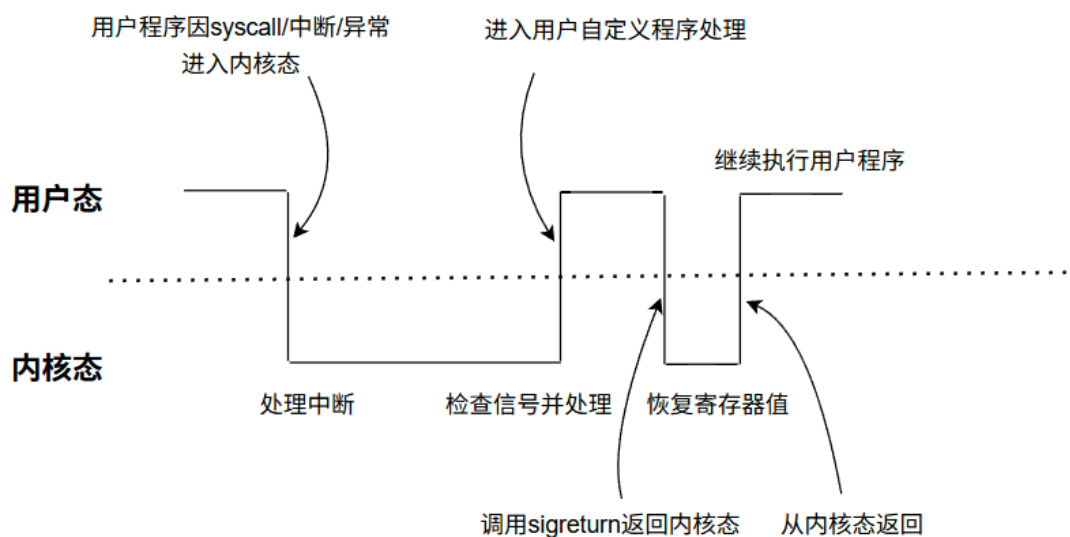 用户程序因syscall/中断/异常
进入内核态
进入用户自定义程序处理
继续执行用户程序
用户态
内核态
处理中断
检查信号并处理
恢复寄存器值
调用sigreturn返回内核态
从内核态返回